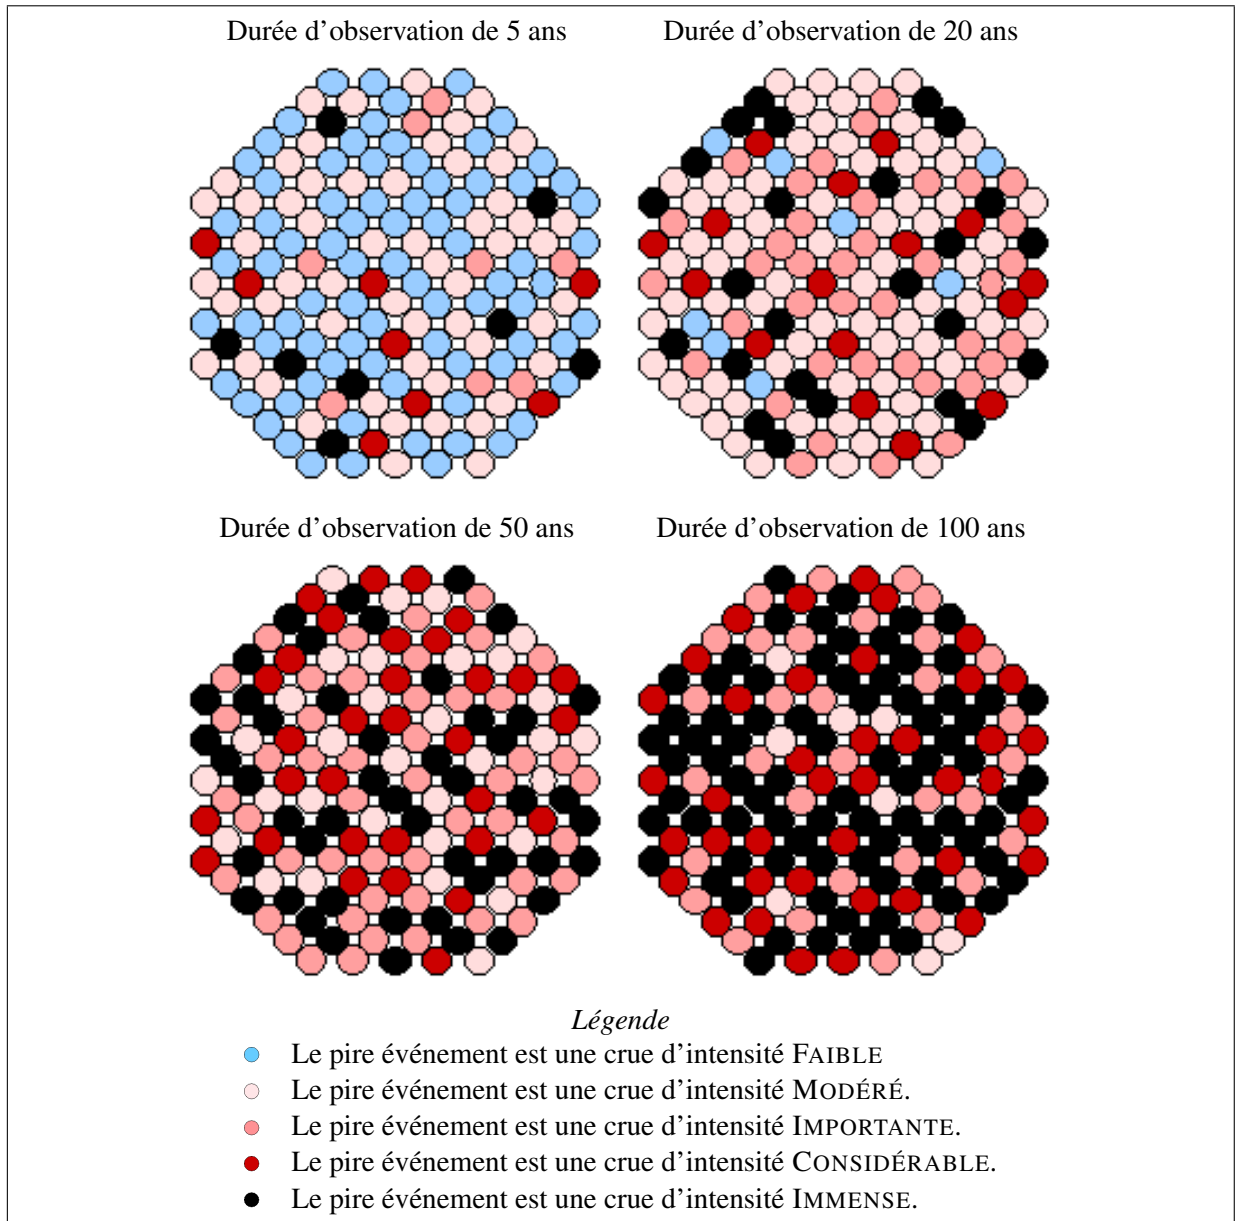 Durée d'observation de 5 ans
Durée d'observation de 20 ans
Durée d'observation de 50 ans
Durée d'observation de 100 ans
Légende
Le pire événement est une crue d'intensité FAIBLE
Le pire événement est une crue d'intensité MODÉRÉ.
Le pire événement est une crue d'intensité IMPORTANTE.
Le pire événement est une crue d'intensité CONSIDÉRABLE.
Le pire événement est une crue d'intensité IMMENSE.